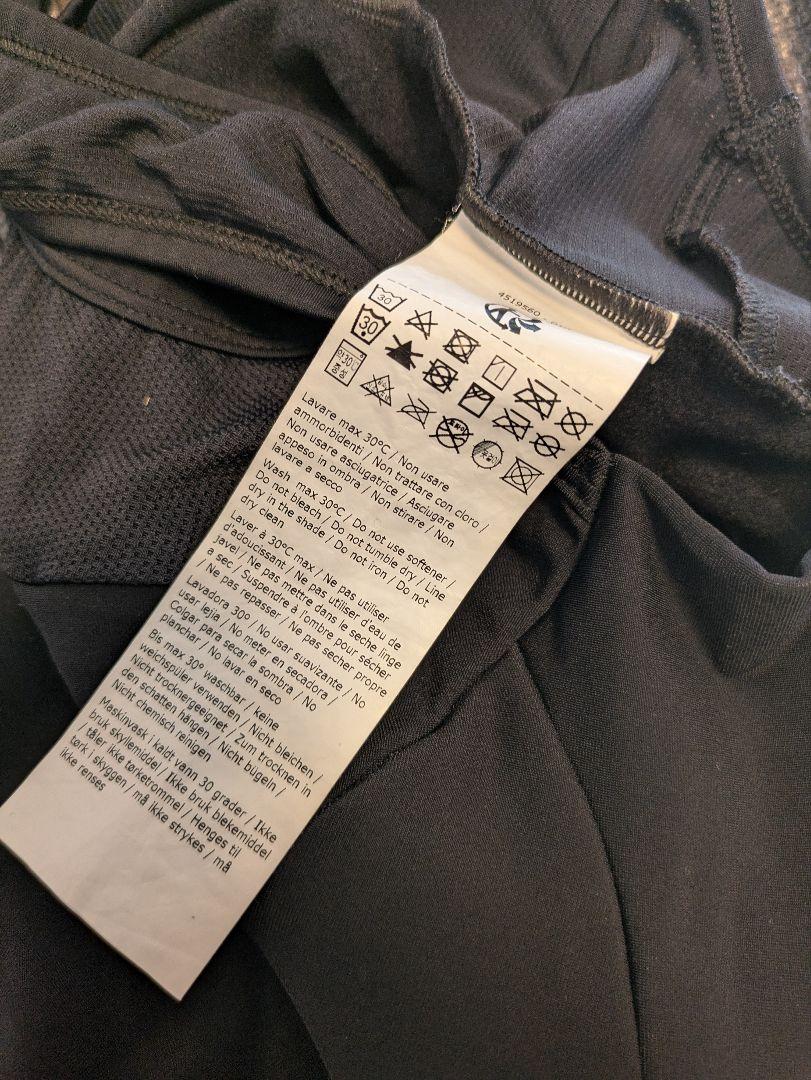 4519560
30
30
30℃
중성
Lavare max 30°C / Non usare
ammorbidenti / Non trattare con cloro /
Non usare asciugatrice / Asciugare
appeso in ombra / Non stirare / Non
lavare a secco
Wash max 30°C / Do not use softener /
Do not bleach / Do not tumble dry / Line
dry in the shade / Do not iron / Do not
dry clean
Laver à 30°C max / Ne pas utiliser
d'adoucissant / Ne pas utiliser d'eau de
Javel / Ne pas mettre dans le seche linge
a sec / Suspendre à l'ombre pour sécher
/ Ne pas repasser / Ne pas secher propre
Lavadora 30° / No usar suavizante / No
usar lejia / No meter en secadora /
Colgar para secar la sombra / No
planchar / No lavar en seco
Bis max 30° waschbar / keine
weichspüler verwenden / Nicht bleichen /
Nicht trocknergeeignet / Zum trocknen in
den schatten hängen / Nicht bügeln /
Nicht chemisch reinigen
Maskinvask i kaldt vann 30 grader / Ikke
bruk skyllemiddel / Ikke bruk blekemiddel
/ tåler ikke tørketrommel / Henges til
tørk i skyggen / må ikke strykes / må
ikke renses